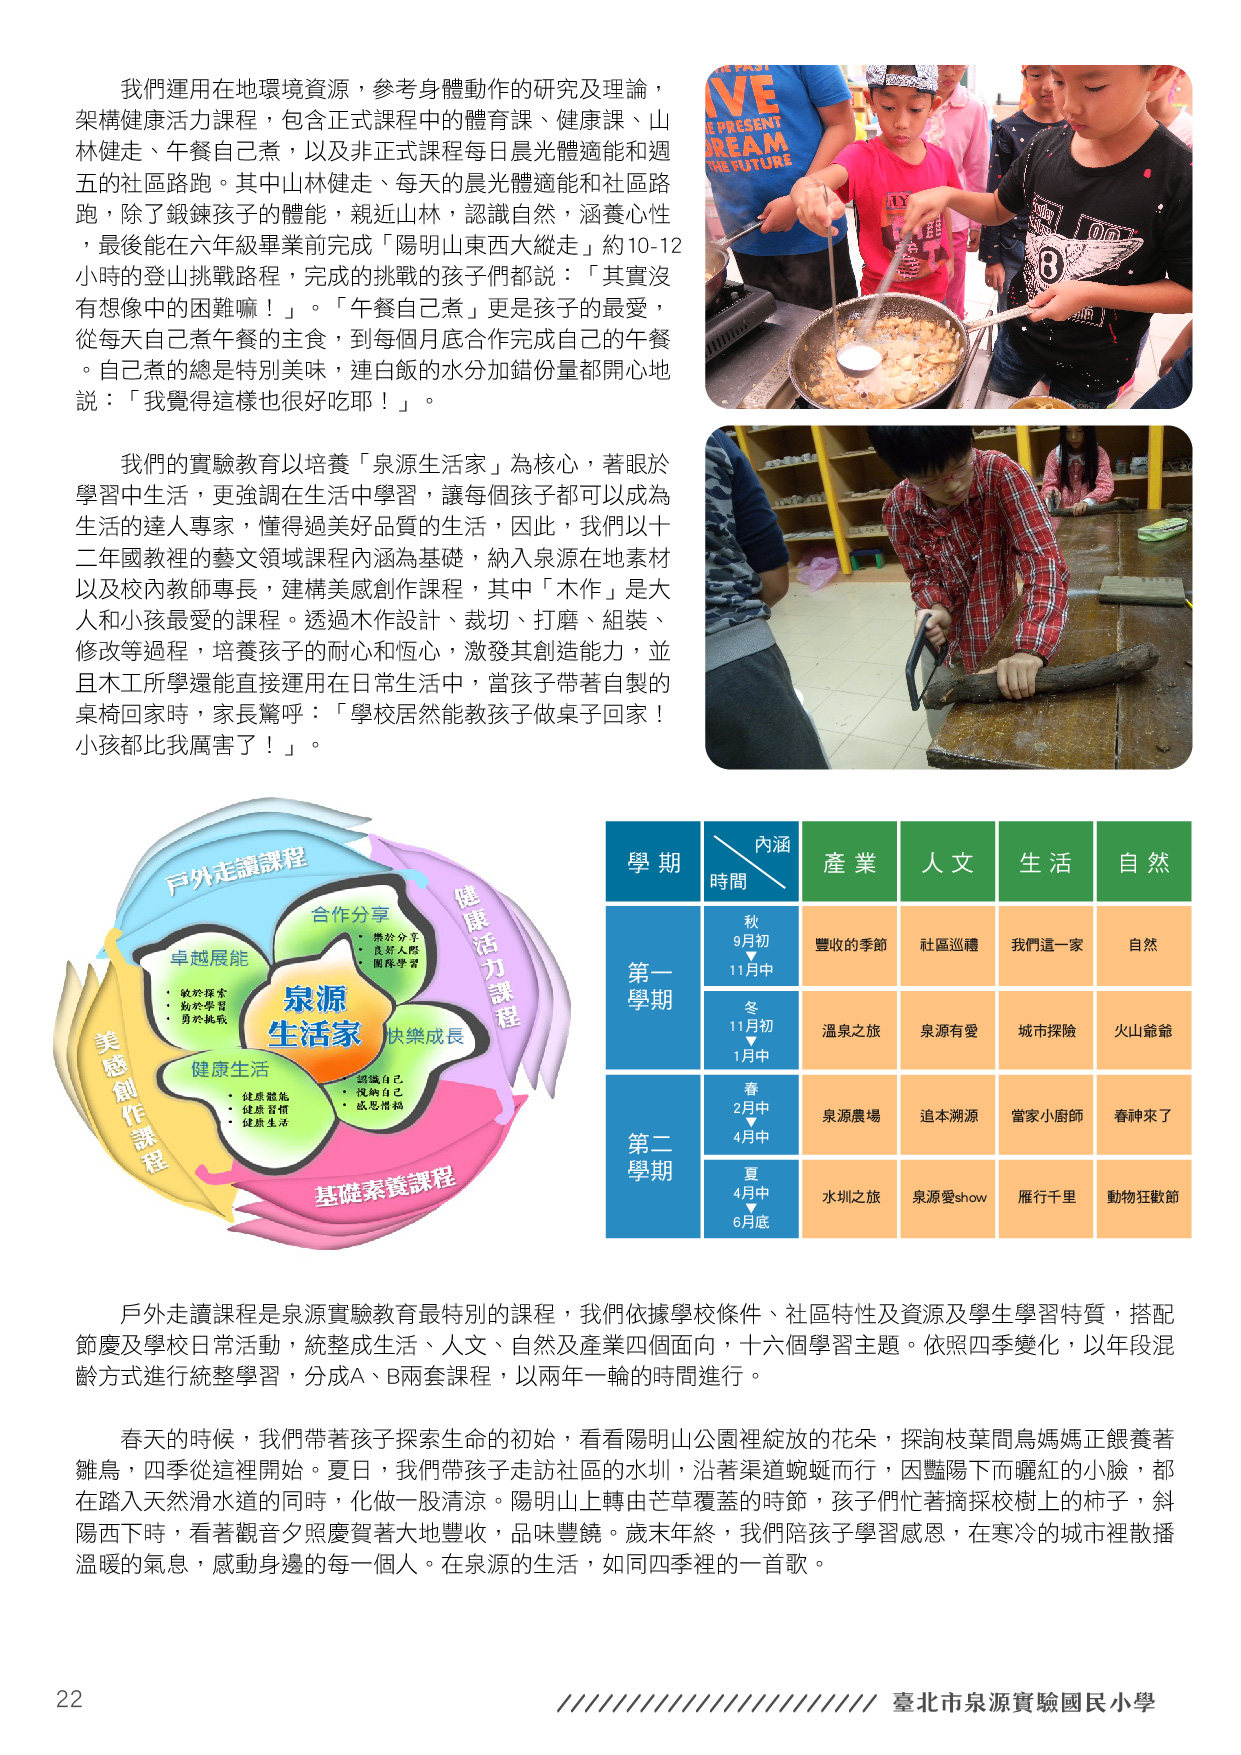 我們運用在地環境資源，參考身體動作的研究及理論，
架構健康活力課程，包含正式課程中的體育課、健康課、山
林健走、午餐自己煮，以及非正式課程每日晨光體適能和週
五的社區路跑。其中山林健走、每天的晨光體適能和社區路
跑，除了鍛鍊孩子的體能，親近山林，認識自然，涵養心性
，最後能在六年級畢業前完成「陽明山東西大縱走」約10-12
小時的登山挑戰路程，完成的挑戰的孩子們都說：「其實沒
有想像中的困難嘛！」。「午餐自己煮」更是孩子的最愛，
從每天自己煮午餐的主食，到每個月底合作完成自己的午餐
。自己煮的總是特別美味，連白飯的水分加錯份量都開心地
說：「我覺得這樣也很好吃耶！」。
我們的實驗教育以培養「泉源生活家」為核心，著眼於
學習中生活，更強調在生活中學習，讓每個孩子都可以成為
生活的達人專家，懂得過美好品質的生活，因此，我們以十
二年國教裡的藝文領域課程內涵為基礎，納入泉源在地素材
以及校內教師專長，建構美感創作課程，其中「木作」是大
人和小孩最愛的課程。透過木作設計、裁切、打磨、組裝、
修改等過程，培養孩子的耐心和恆心，激發其創造能力，並
且木工所學還能直接運用在日常生活中，當孩子帶著自製的
桌椅回家時，家長驚呼：「學校居然能教孩子做桌子回家！
小孩都比我厲害了！」。
IVE
E PRESENT
DREAM
THE FUTURE
8
戶外走讀課程
健康活力課程
合作分享
• 樂於分享
• 良好人際
• 團隊學習
卓越展能
• 敏於探索
• 勤於學習
• 勇於挑戰
泉源
生活家
快樂成長
• 認識自己
• 悅納自己
• 感恩惜福
健康生活
• 健康體能
• 健康習慣
• 健康生活
美感創作課程
基礎素養課程
學期 內涵 時間 產業 人文 生活 自然
第一學期 秋 9月初▼11月中 豐收的季節 社區巡禮 我們這一家 自然
冬 11月初▼1月中 溫泉之旅 泉源有愛 城市探險 火山爺爺
第二學期 春 2月中▼4月中 泉源農場 追本溯源 當家小廚師 春神來了
夏 4月中▼6月底 水圳之旅 泉源愛show 雁行千里 動物狂歡節
戶外走讀課程是泉源實驗教育最特別的課程，我們依據學校條件、社區特性及資源及學生學習特質，搭配
節慶及學校日常活動，統整成生活、人文、自然及產業四個面向，十六個學習主題。依照四季變化，以年段混
齡方式進行統整學習，分成A、B兩套課程，以兩年一輪的時間進行。
春天的時候，我們帶著孩子探索生命的初始，看看陽明山公園裡綻放的花朵，探詢枝葉間鳥媽媽正餵養著
雛鳥，四季從這裡開始。夏日，我們帶孩子走訪社區的水圳，沿著渠道蜿蜒而行，因豔陽下而曬紅的小臉，都
在踏入天然滑水道的同時，化做一股清涼。陽明山上轉由芒草覆蓋的時節，孩子們忙著摘採校樹上的柿子，斜
陽西下時，看著觀音夕照慶賀著大地豐收，品味豐饒。歲末年終，我們陪孩子學習感恩，在寒冷的城市裡散播
溫暖的氣息，感動身邊的每一個人。在泉源的生活，如同四季裡的一首歌。
22
臺北市泉源實驗國民小學